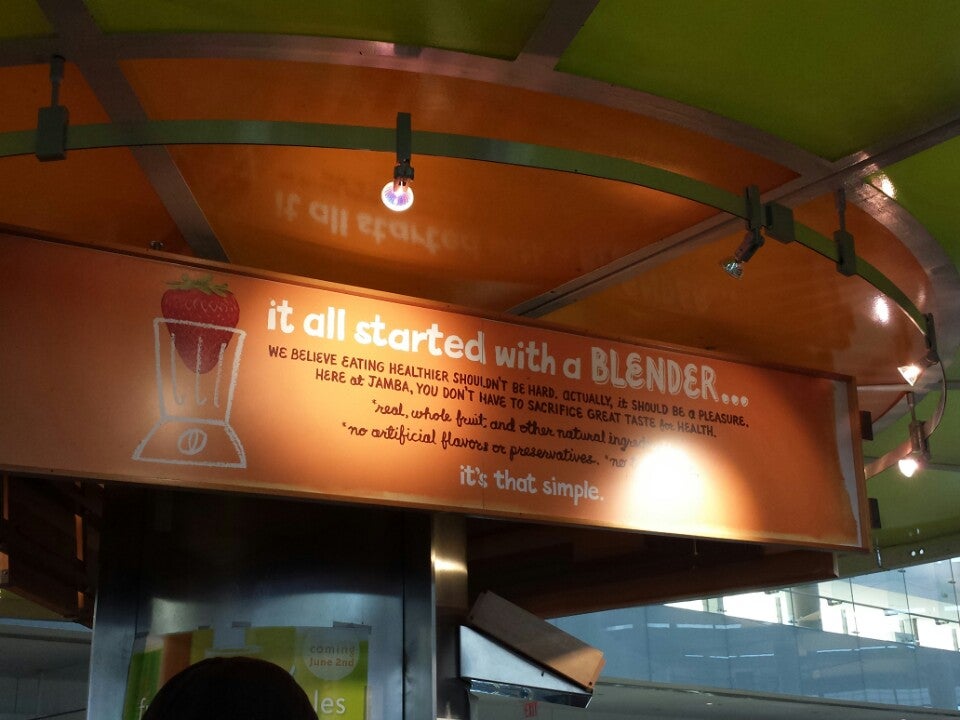 it all started with a BLENDER...
WE BELIEVE EATING HEALTHIER SHOULDN'T BE HARD. actually, it SHOULD BE a PLEASURE.
HERE at JAMBA, YOU DON'T HAVE TO SACRIFICE GREAT TASTE for HEALTH.
*real, whole fruit and other natural
*no artificial flavors or preservatives. *no
it's that simple.
coming
June 2nd
EXIT